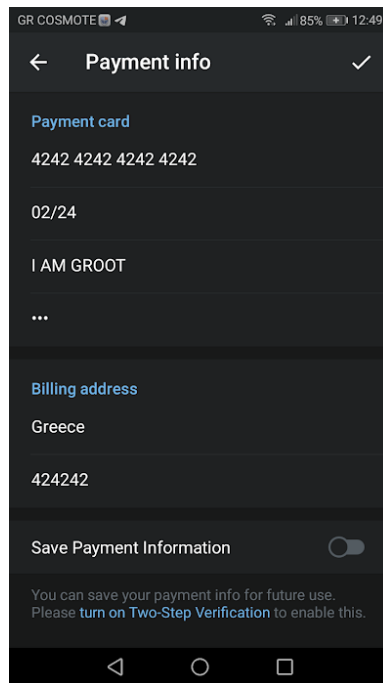 GR COSMOTE 85% 12:49
Payment info
Payment card
4242 4242 4242 4242
02/24
I AM GROOT
•••
Billing address
Greece
424242
Save Payment Information
You can save your payment info for future use.
Please turn on Two-Step Verification to enable this.